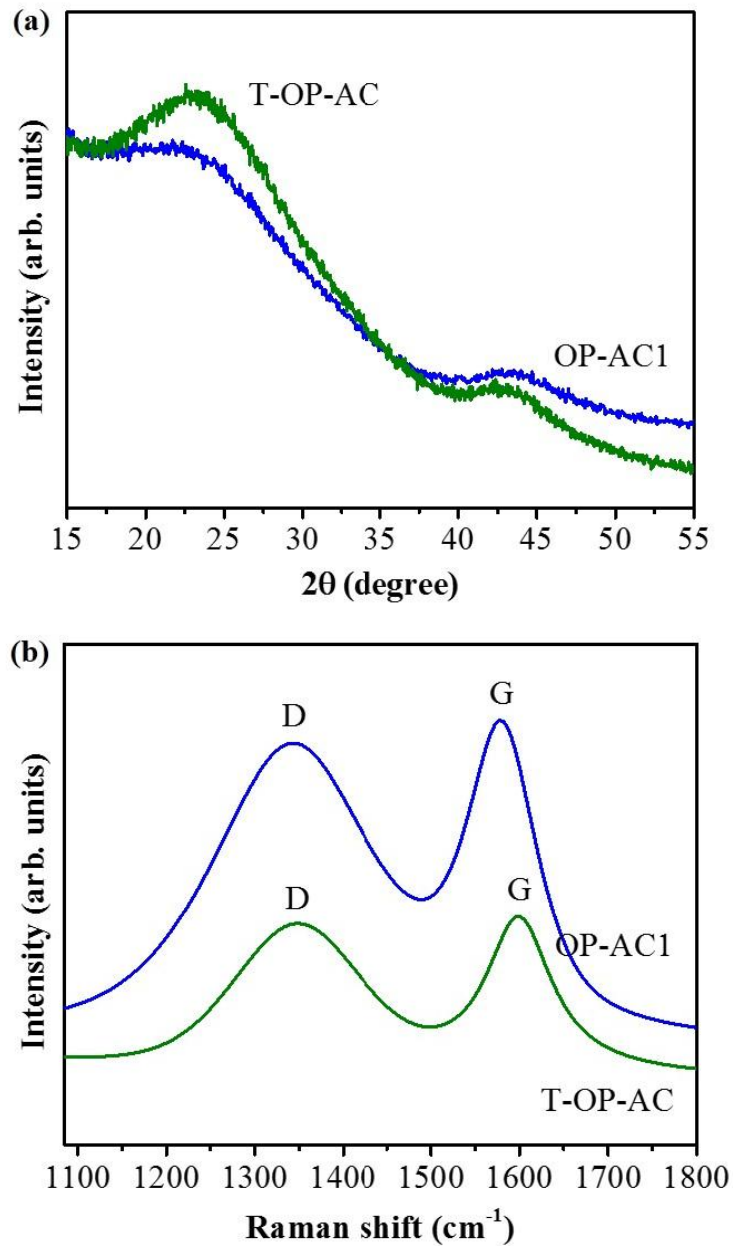 (a)
T-OP-AC
OP-AC1
Intensity (arb. units)
15 20 25 30 35 40 45 50 55
2θ (degree)
(b)
D
G
D
G
OP-AC1
T-OP-AC
Intensity (arb. units)
1100 1200 1300 1400 1500 1600 1700 1800
Raman shift (cm⁻¹)